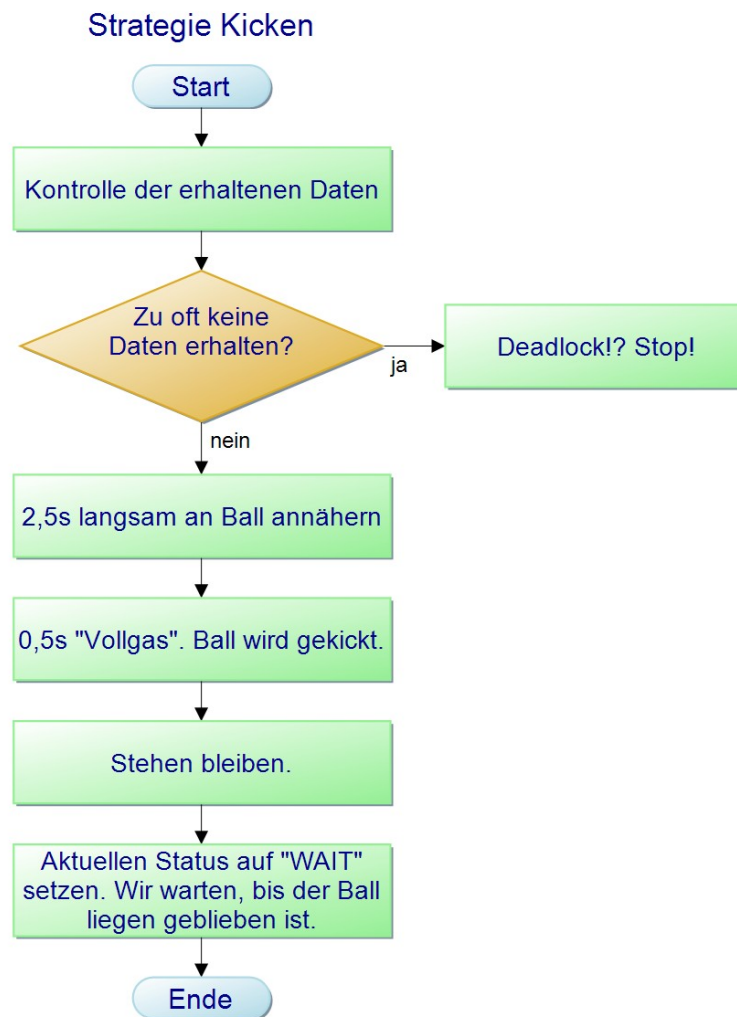 Strategie Kicken
Start
Kontrolle der erhaltenen Daten
Zu oft keine
Daten erhalten?
ja
Deadlock!? Stop!
nein
2,5s langsam an Ball annähern
0,5s "Vollgas". Ball wird gekickt.
Stehen bleiben.
Aktuellen Status auf "WAIT"
setzen. Wir warten, bis der Ball
liegen geblieben ist.
Ende